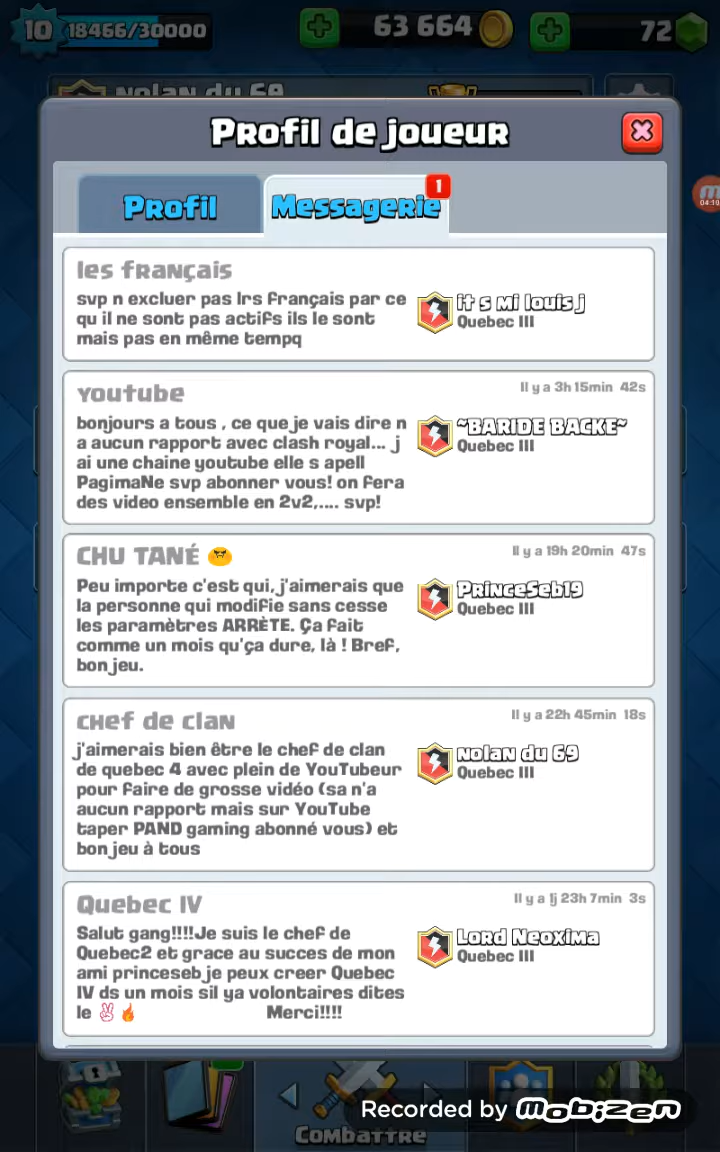 10 18466/30000 63 664 72
nolan du 69
Profil de joueur
Profil
Messagerie
1
04:10
les français
svp n excluer pas lrs français par ce
qu il ne sont pas actifs ils le sont
mais pas en même tempq
it s mi louis j
Quebec III
youtube
Il y a 3h 15min 42s
bonjours a tous , ce que je vais dire n
a aucun rapport avec clash royal... j
ai une chaine youtube elle s apell
PagimaNe svp abonner vous! on fera
des video ensemble en 2v2,.... svp!
~BARIDE BACKE~
Quebec III
CHU TANÉ
Il y a 19h 20min 47s
Peu importe c'est qui, j'aimerais que
la personne qui modifie sans cesse
les paramètres ARRÈTE. Ça fait
comme un mois qu'ça dure, là ! Bref,
bon jeu.
PrinceSeb19
Quebec III
chef de clan
Il y a 22h 45min 18s
j'aimerais bien être le chef de clan
de quebec 4 avec plein de YouTubeur
pour faire de grosse vidéo (sa n'a
aucun rapport mais sur YouTube
taper PAND gaming abonné vous) et
bon jeu à tous
nolan du 69
Quebec III
Quebec IV
Il y a 1j 23h 7min 3s
Salut gang!!!!Je suis le chef de
Quebec2 et grace au succes de mon
ami princeseb je peux creer Quebec
IV ds un mois sil ya volontaires dites
le ✌🔥 Merci!!!!
Lord Neoxima
Quebec III
Combattre
Recorded by mobizen